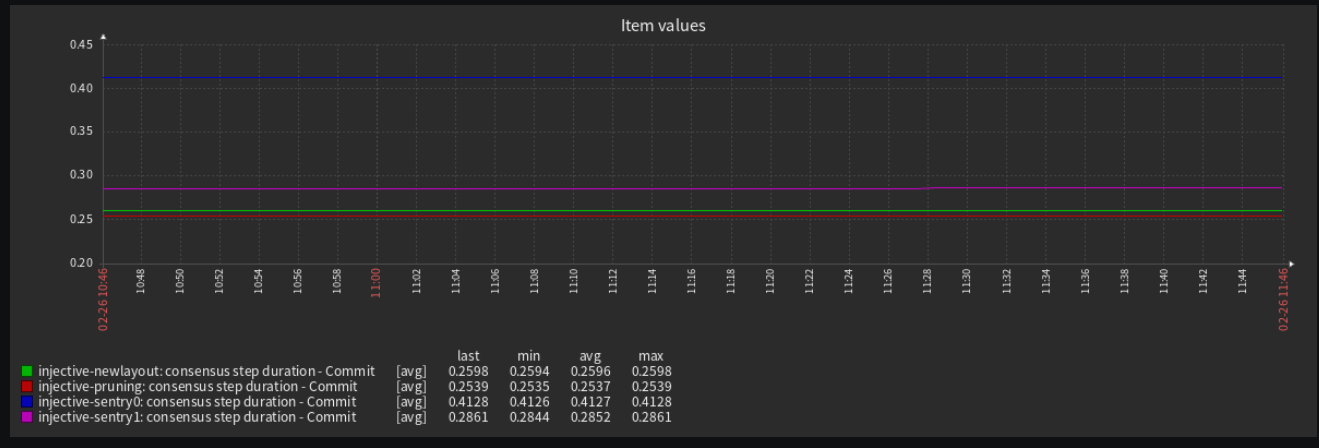 Item values
0.45
0.40
0.35
0.30
0.25
0.20
02-26 10:46 10:48 10:50 10:52 10:54 10:56 10:58 11:00 11:02 11:04 11:06 11:08 11:10 11:12 11:14 11:16 11:18 11:20 11:22 11:24 11:26 11:28 11:30 11:32 11:34 11:36 11:38 11:40 11:42 11:44 02-26 11:46
last min avg max
injective-newlayout: consensus step duration - Commit [avg] 0.2598 0.2594 0.2596 0.2598
injective-pruning: consensus step duration - Commit [avg] 0.2539 0.2535 0.2537 0.2539
injective-sentry0: consensus step duration - Commit [avg] 0.4128 0.4126 0.4127 0.4128
injective-sentry1: consensus step duration - Commit [avg] 0.2861 0.2844 0.2852 0.2861